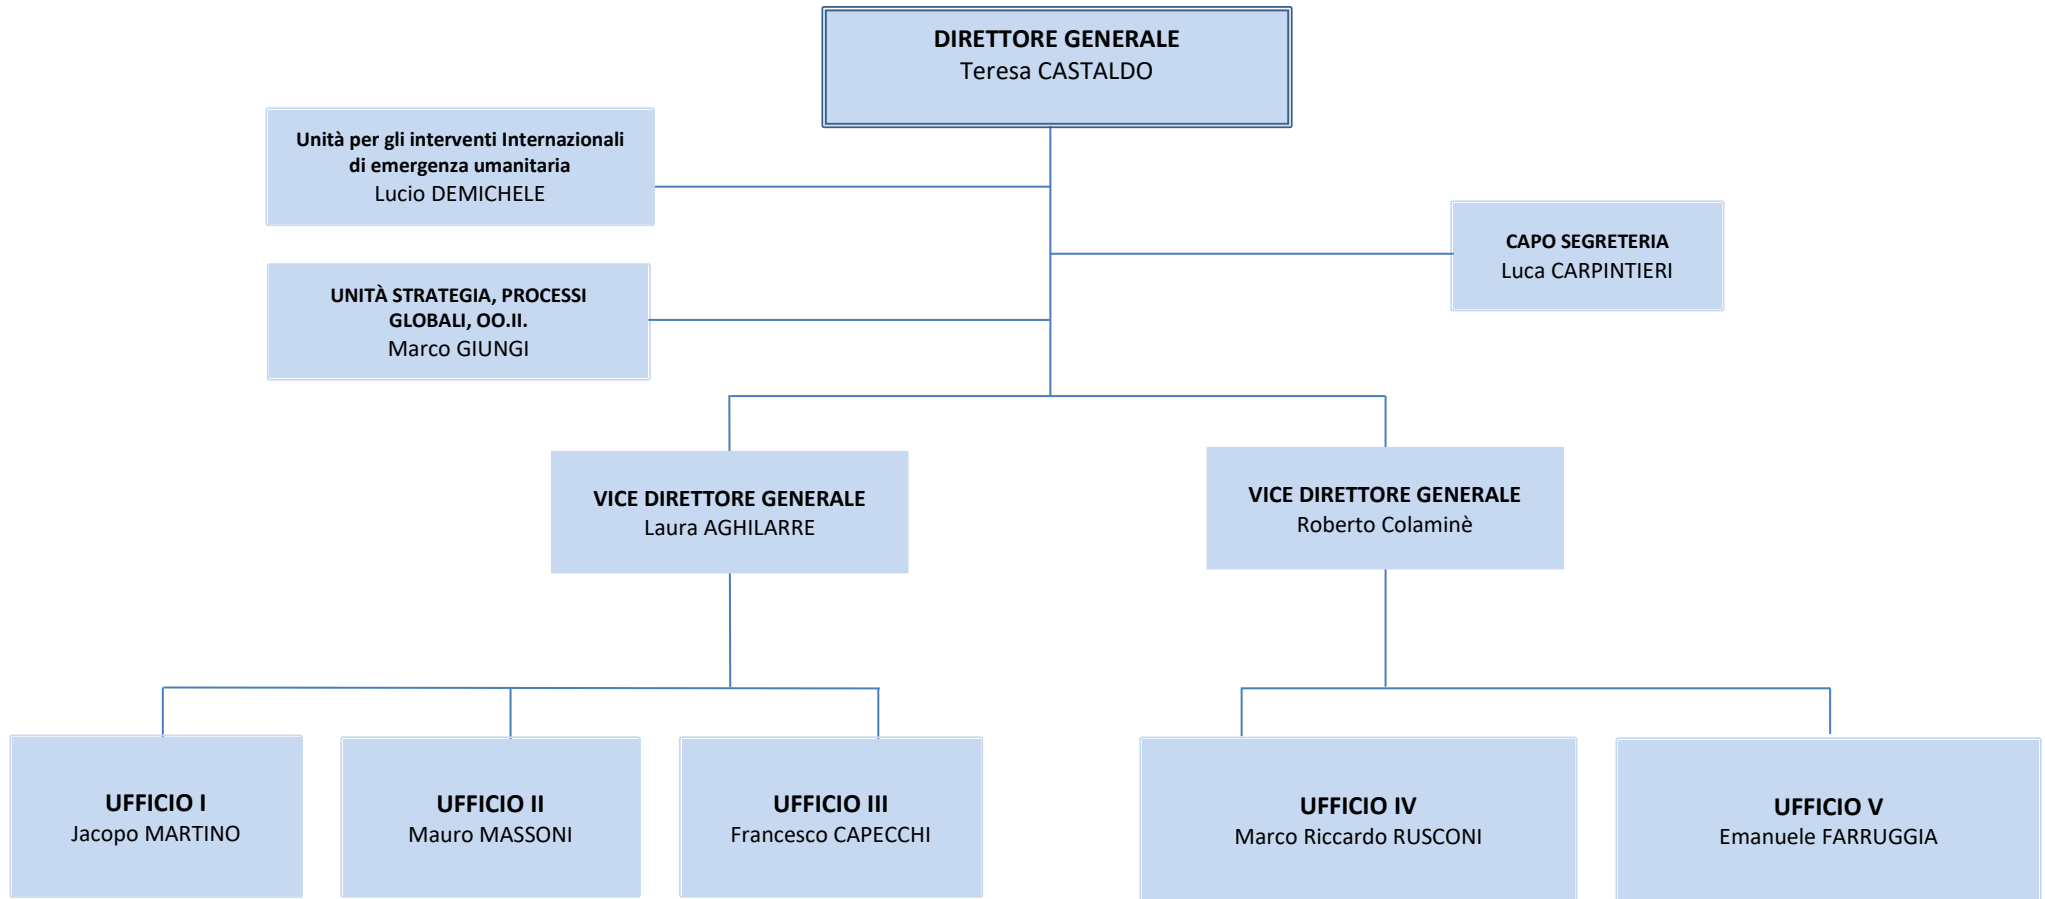 DIRETTORE GENERALE
Teresa CASTALDO
Unità per gli interventi Internazionali
di emergenza umanitaria
Lucio DEMICHELE
CAPO SEGRETERIA
Luca CARPINTIERI
UNITÀ STRATEGIA, PROCESSI
GLOBALI, OO.II.
Marco GIUNGI
VICE DIRETTORE GENERALE
Laura AGHILARRE
VICE DIRETTORE GENERALE
Roberto Colaminè
UFFICIO I
Jacopo MARTINO
UFFICIO II
Mauro MASSONI
UFFICIO III
Francesco CAPECCHI
UFFICIO IV
Marco Riccardo RUSCONI
UFFICIO V
Emanuele FARRUGGIA